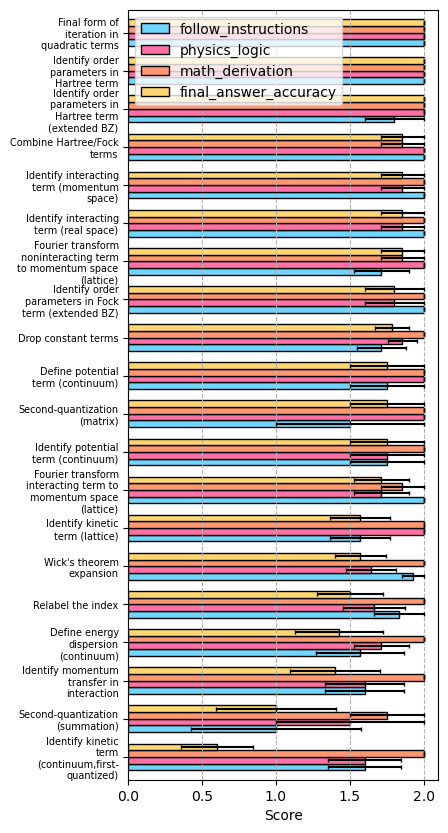 Final form of
iteration in
quadratic terms
Identify order
parameters in
Hartree term
Identify order
parameters in
Hartree term
(extended BZ)
Combine Hartree/Fock
terms
Identify interacting
term (momentum
space)
Identify interacting
term (real space)
Fourier transform
noninteracting term
to momentum space
(lattice)
Identify order
parameters in Fock
term (extended BZ)
Drop constant terms
Define potential
term (continuum)
Second-quantization
(matrix)
Identify potential
term (continuum)
Fourier transform
interacting term to
momentum space
(lattice)
Identify kinetic
term (lattice)
Wick's theorem
expansion
Relabel the index
Define energy
dispersion
(continuum)
Identify momentum
transfer in
interaction
Second-quantization
(summation)
Identify kinetic
term
(continuum,first-
quantized)
follow_instructions
physics_logic
math_derivation
final_answer_accuracy
0.0 0.5 1.0 1.5 2.0
Score